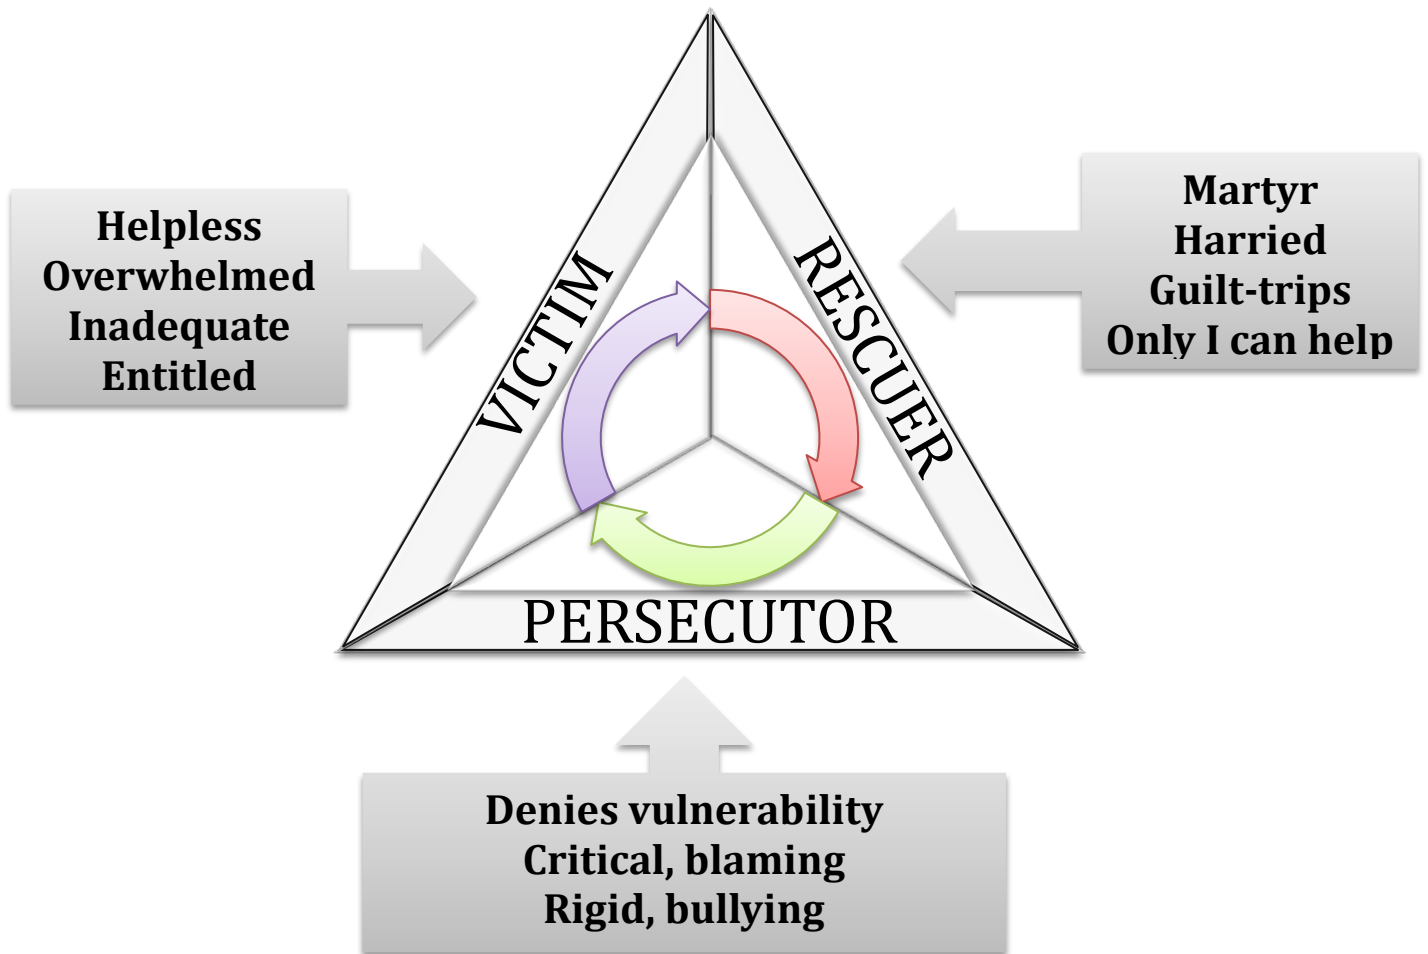 Helpless
Overwhelmed
Inadequate
Entitled
VICTIM
RESCUER
Martyr
Harried
Guilt-trips
Only I can help
PERSECUTOR
Denies vulnerability
Critical, blaming
Rigid, bullying